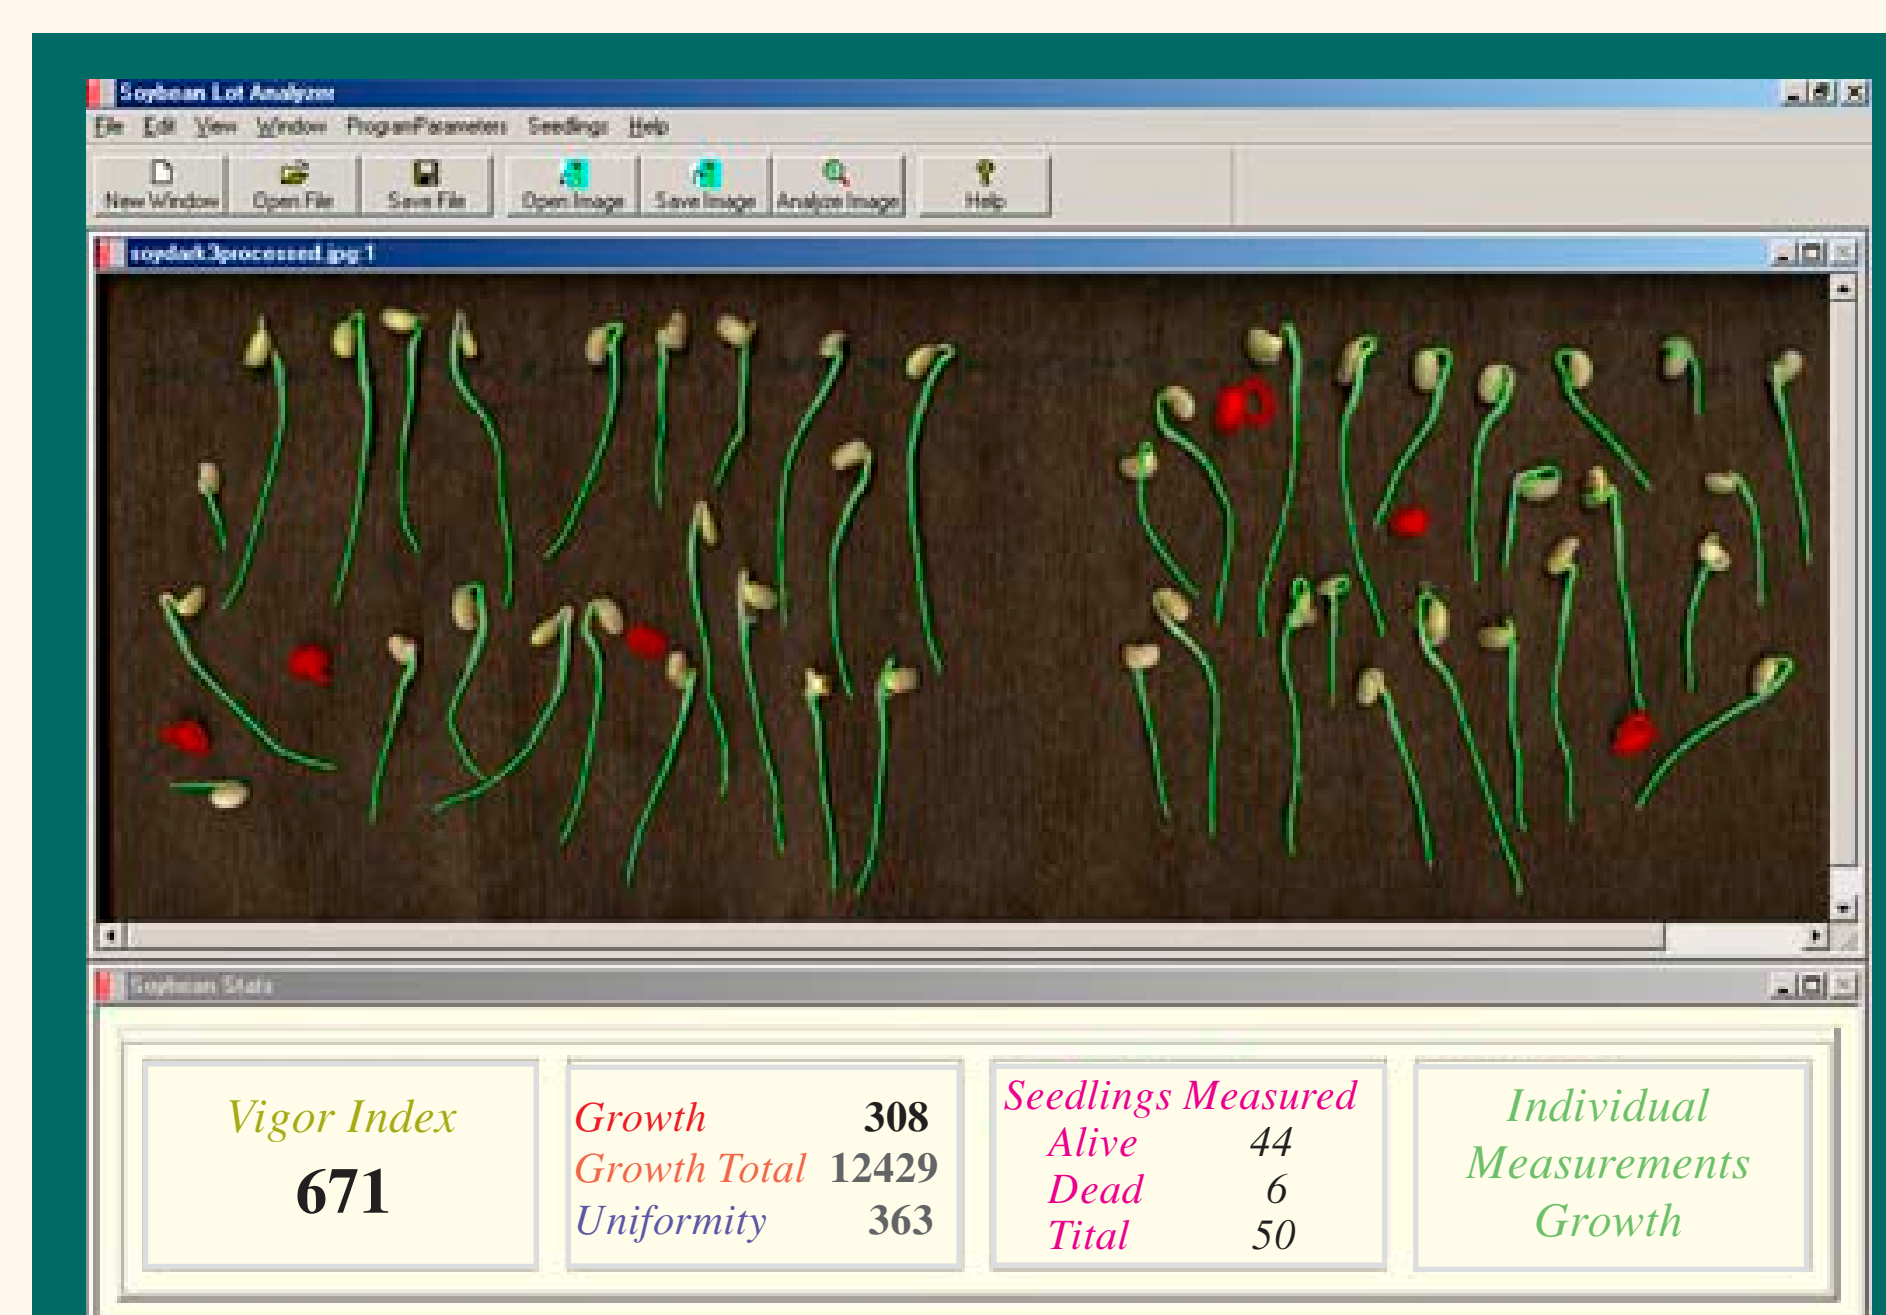 Soybean Lot Analyzer
File Edit View Window ProgramParameters Seedlings Help
New Window Open File Save File Open Image Save Image Analyze Image Help
soydark3processed.jpg:1
Soybean Stats
Vigor Index
671
Growth 308
Growth Total 12429
Uniformity 363
Seedlings Measured
Alive 44
Dead 6
Tital 50
Individual
Measurements
Growth